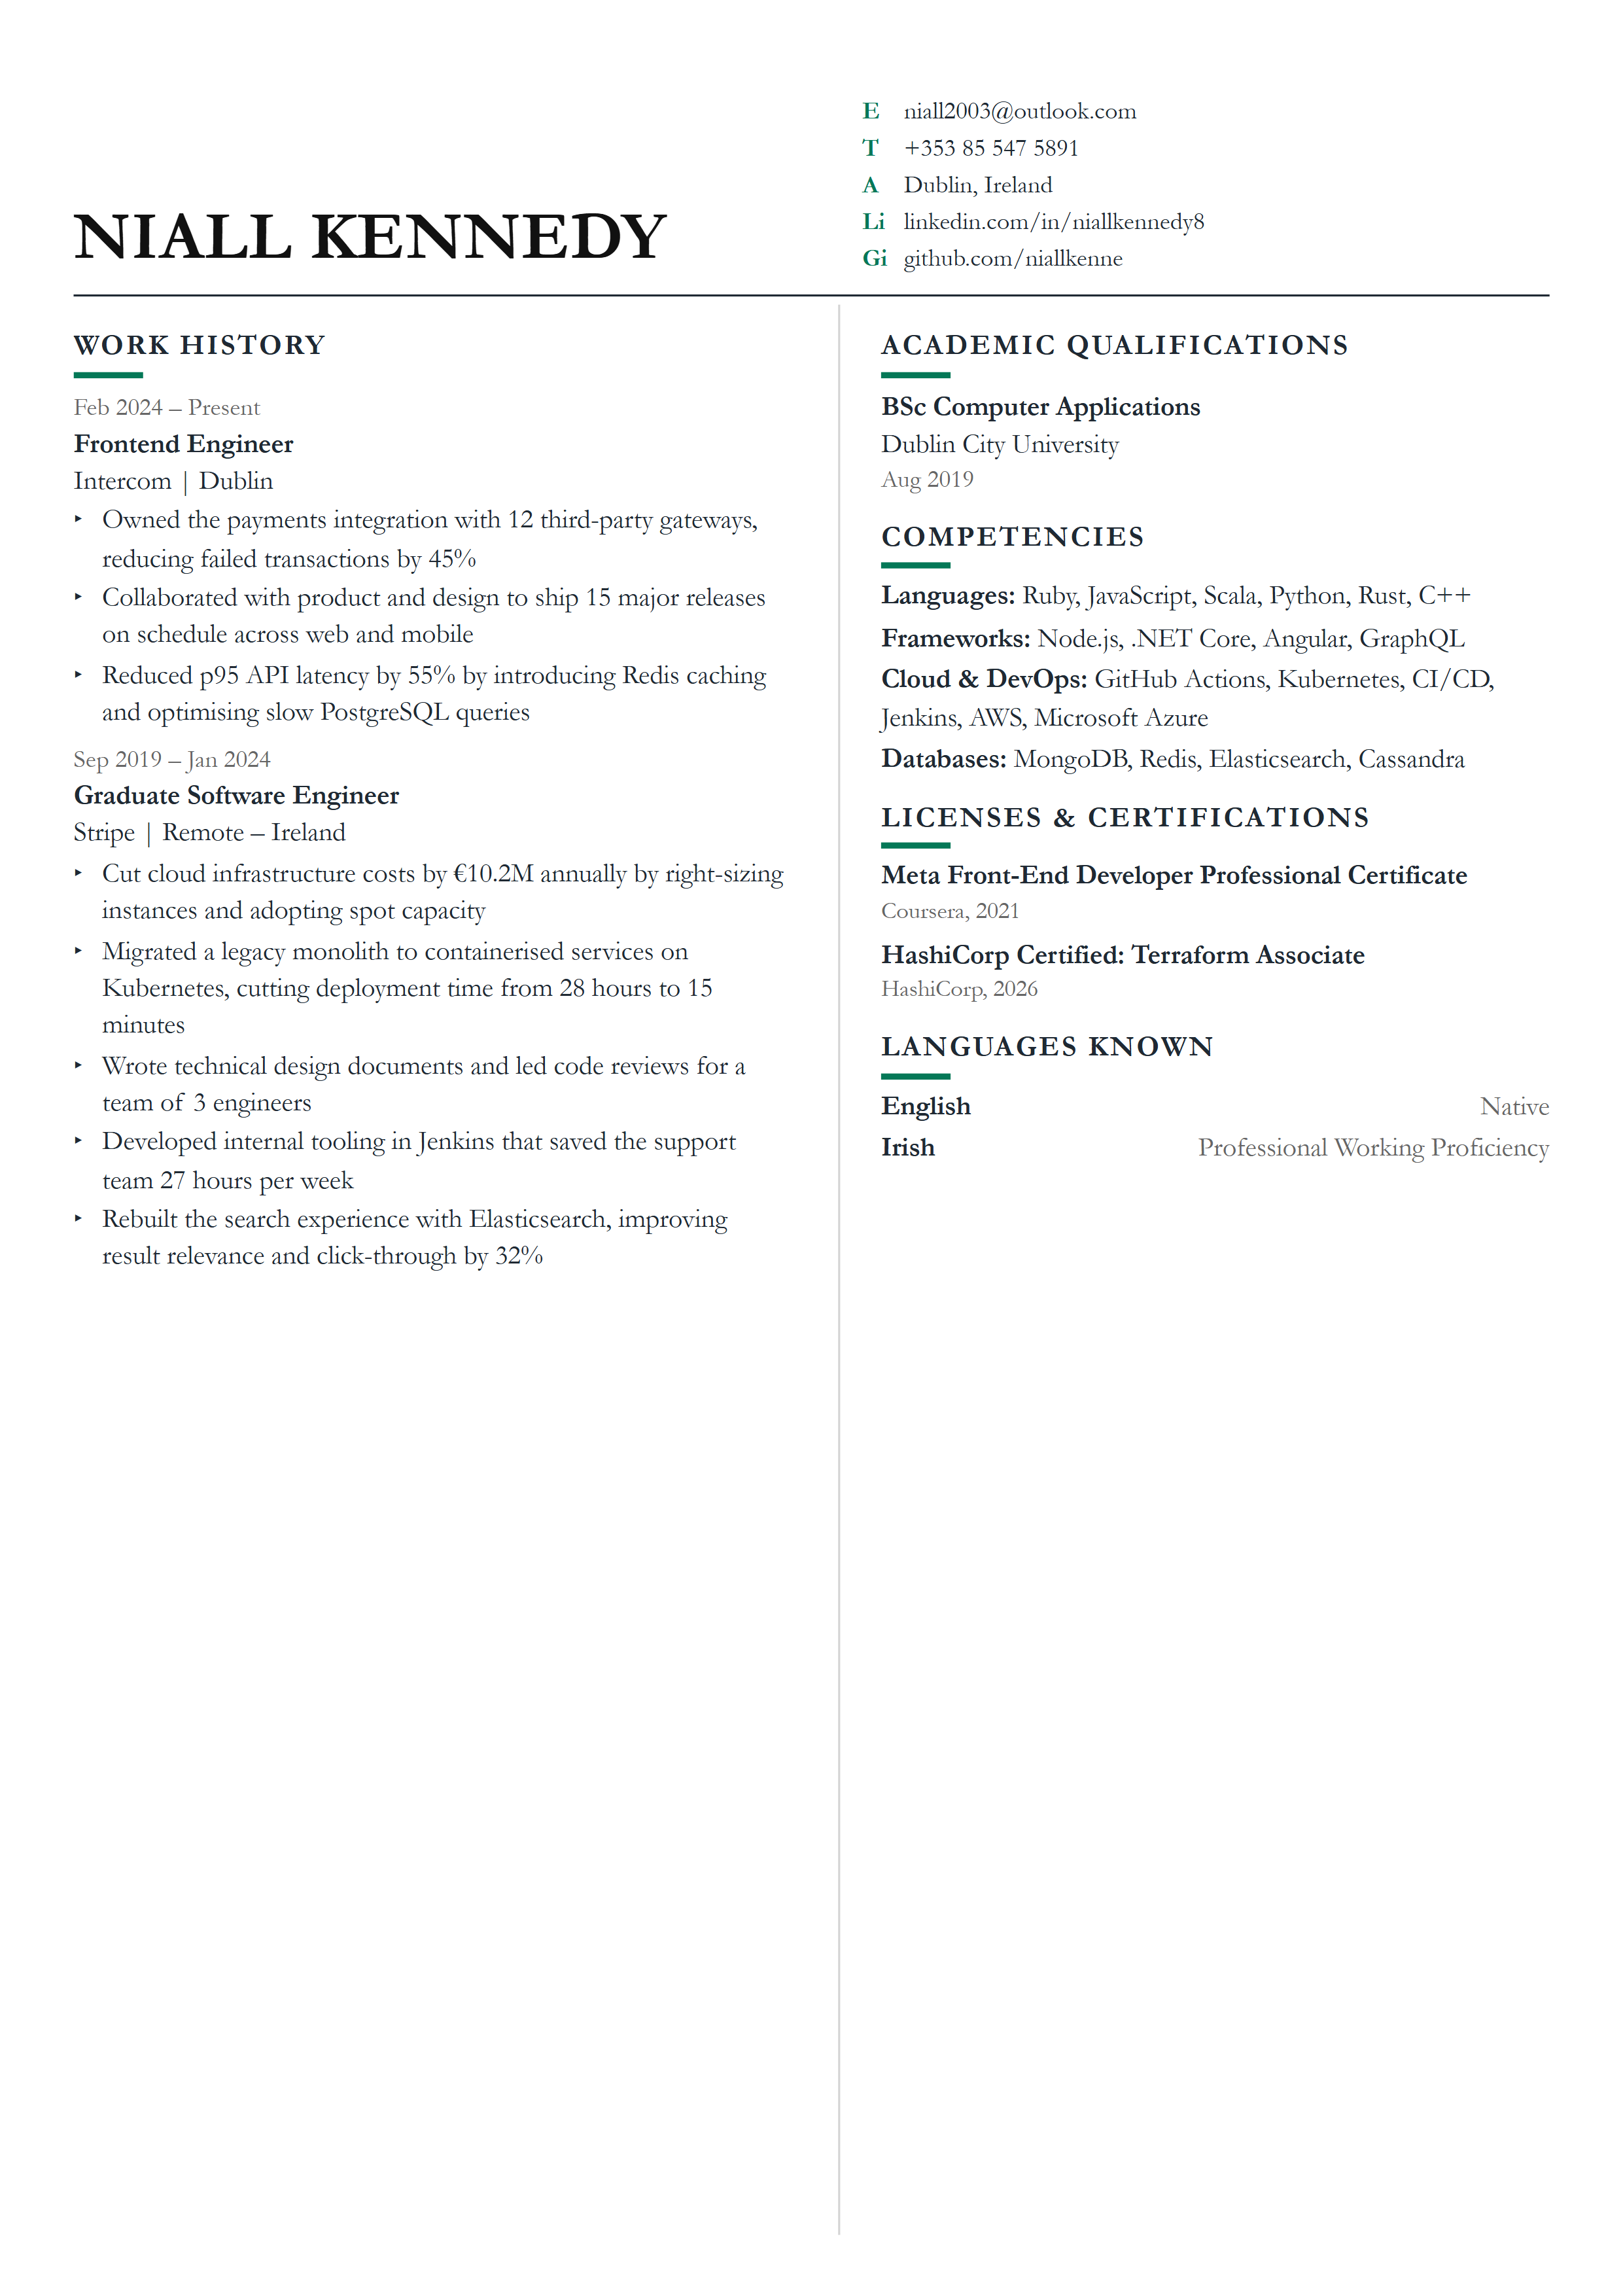 NIALL KENNEDY
E niall2003@outlook.com
T +353 85 547 5891
A Dublin, Ireland
Li linkedin.com/in/niallkennedy8
Gi github.com/niallkenne
WORK HISTORY
Feb 2024 – Present
Frontend Engineer
Intercom | Dublin
‣ Owned the payments integration with 12 third-party gateways,
reducing failed transactions by 45%
‣ Collaborated with product and design to ship 15 major releases
on schedule across web and mobile
‣ Reduced p95 API latency by 55% by introducing Redis caching
and optimising slow PostgreSQL queries
Sep 2019 – Jan 2024
Graduate Software Engineer
Stripe | Remote – Ireland
‣ Cut cloud infrastructure costs by €10.2M annually by right-sizing
instances and adopting spot capacity
‣ Migrated a legacy monolith to containerised services on
Kubernetes, cutting deployment time from 28 hours to 15
minutes
‣ Wrote technical design documents and led code reviews for a
team of 3 engineers
‣ Developed internal tooling in Jenkins that saved the support
team 27 hours per week
‣ Rebuilt the search experience with Elasticsearch, improving
result relevance and click-through by 32%
ACADEMIC QUALIFICATIONS
BSc Computer Applications
Dublin City University
Aug 2019
COMPETENCIES
Languages: Ruby, JavaScript, Scala, Python, Rust, C++
Frameworks: Node.js, .NET Core, Angular, GraphQL
Cloud & DevOps: GitHub Actions, Kubernetes, CI/CD,
Jenkins, AWS, Microsoft Azure
Databases: MongoDB, Redis, Elasticsearch, Cassandra
LICENSES & CERTIFICATIONS
Meta Front-End Developer Professional Certificate
Coursera, 2021
HashiCorp Certified: Terraform Associate
HashiCorp, 2026
LANGUAGES KNOWN
English Native
Irish Professional Working Proficiency